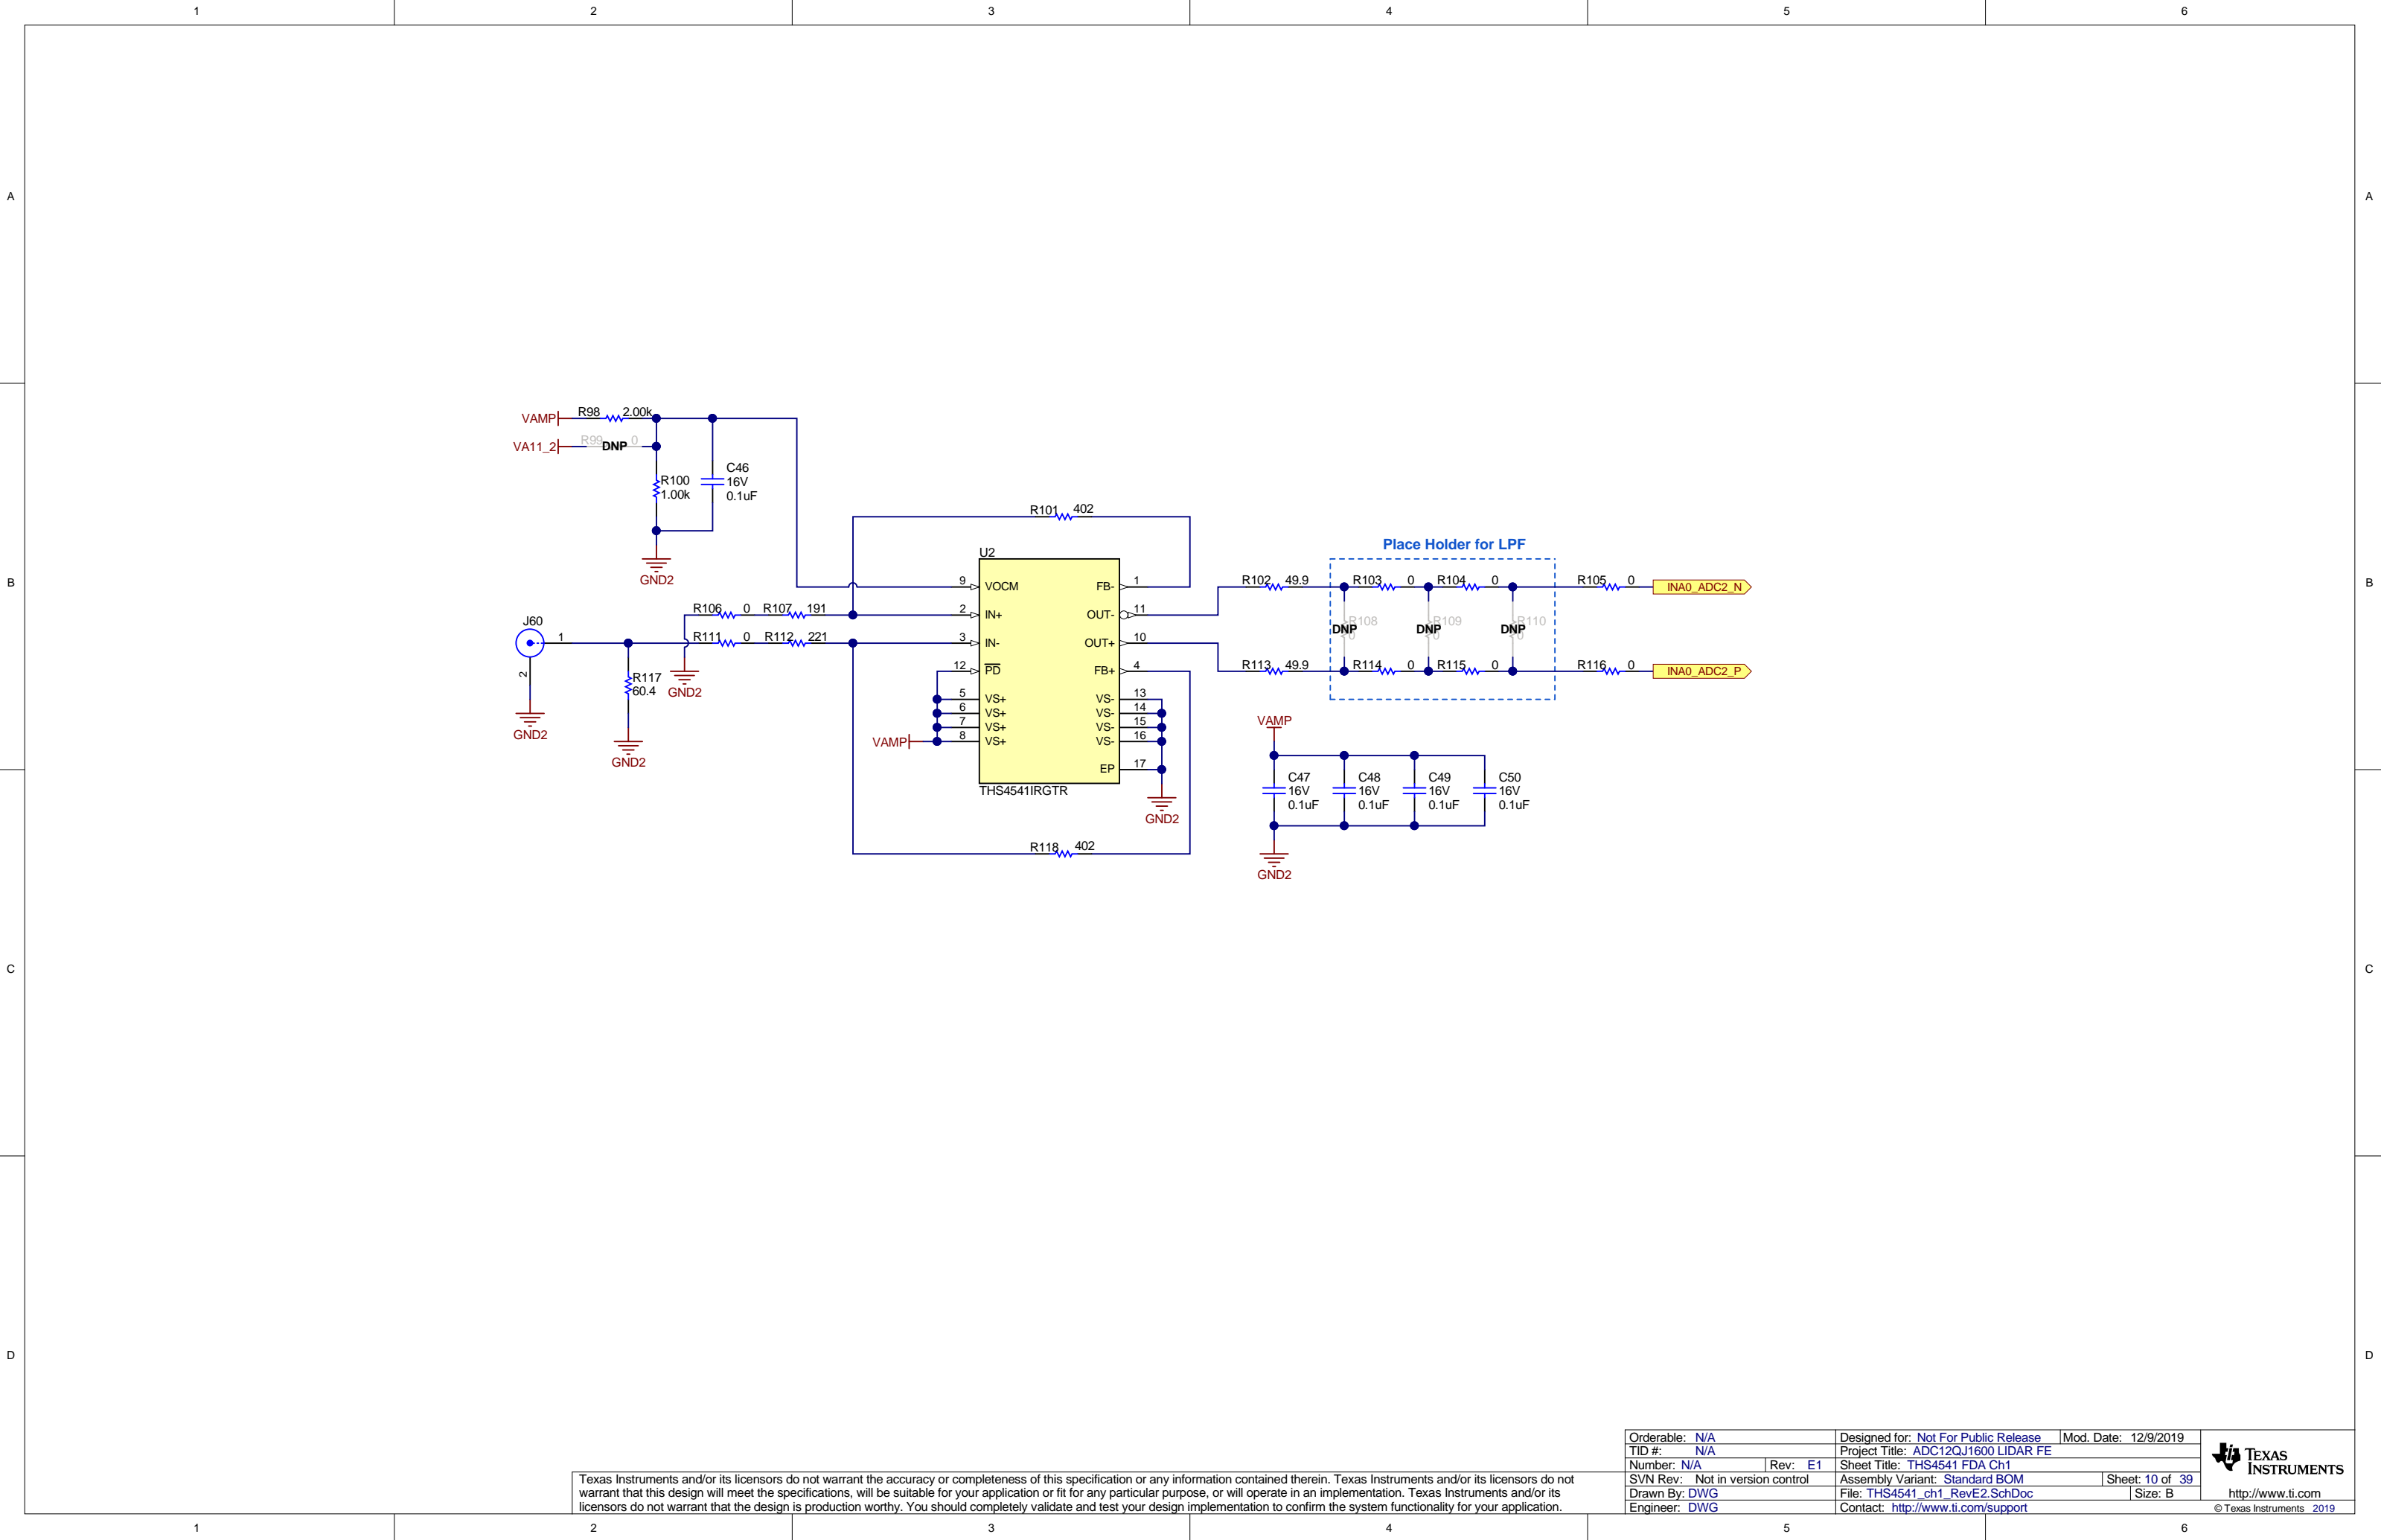 1 2 3 4 5 6
A A
VAMP R98 2.00k
VA11_2 R99 DNP 0
C46
R100 16V
1.00k 0.1uF
R101 402
GND2
U2
Place Holder for LPF
B B
9 VOCM FB- 1
R102 49.9 R103 0 R104 0 R105 0 INA0_ADC2_N
R106 0 R107 191 2 IN+ OUT- 11
R108 R109 R110
DNP DNP DNP
0 0 0
J60
1 R111 0 R112 221 3 IN- OUT+ 10
2 12 PD FB+ 4
R113 49.9 R114 0 R115 0 R116 0 INA0_ADC2_P
R117
60.4 GND2
5 VS+ VS- 13
6 VS+ VS- 14
7 VS+ VS- 15
VAMP 8 VS+ VS- 16
GND2
GND2
EP 17
THS4541IRGTR
GND2
VAMP
C47 C48 C49 C50
16V 16V 16V 16V
0.1uF 0.1uF 0.1uF 0.1uF
R118 402
GND2
C C
D D
Texas Instruments and/or its licensors do not warrant the accuracy or completeness of this specification or any information contained therein. Texas Instruments and/or its licensors do not
warrant that this design will meet the specifications, will be suitable for your application or fit for any particular purpose, or will operate in an implementation. Texas Instruments and/or its
licensors do not warrant that the design is production worthy. You should completely validate and test your design implementation to confirm the system functionality for your application.
Orderable: N/A Designed for: Not For Public Release Mod. Date: 12/9/2019
TID #: N/A Project Title: ADC12QJ1600 LIDAR FE
Number: N/A Rev: E1 Sheet Title: THS4541 FDA Ch1
SVN Rev: Not in version control Assembly Variant: Standard BOM Sheet: 10 of 39
Drawn By: DWG File: THS4541_ch1_RevE2.SchDoc Size: B
Engineer: DWG Contact: http://www.ti.com/support
TEXAS
INSTRUMENTS
http://www.ti.com
© Texas Instruments 2019
1 2 3 4 5 6